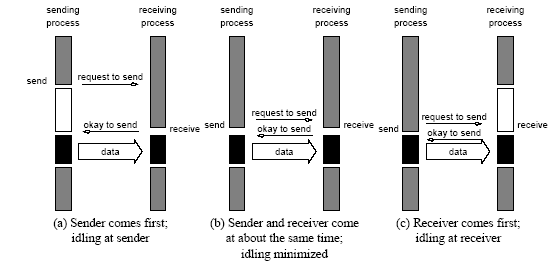 sending process
receiving process
send
request to send
okay to send
receive
data
(a) Sender comes first;
idling at sender
sending process
receiving process
request to send
okay to send
send
receive
data
(b) Sender and receiver come
at about the same time;
idling minimized
sending process
receiving process
request to send
okay to send
send
receive
data
(c) Receiver comes first;
idling at receiver